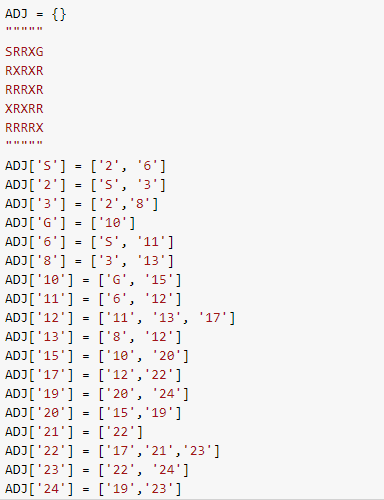 ADJ = {}
"""""
SRRXG
RXRXR
RRRXR
XRXRR
RRRRX
"""""
ADJ['S'] = ['2', '6']
ADJ['2'] = ['S', '3']
ADJ['3'] = ['2','8']
ADJ['G'] = ['10']
ADJ['6'] = ['S', '11']
ADJ['8'] = ['3', '13']
ADJ['10'] = ['G', '15']
ADJ['11'] = ['6', '12']
ADJ['12'] = ['11', '13', '17']
ADJ['13'] = ['8', '12']
ADJ['15'] = ['10', '20']
ADJ['17'] = ['12','22']
ADJ['19'] = ['20', '24']
ADJ['20'] = ['15','19']
ADJ['21'] = ['22']
ADJ['22'] = ['17','21','23']
ADJ['23'] = ['22', '24']
ADJ['24'] = ['19','23']